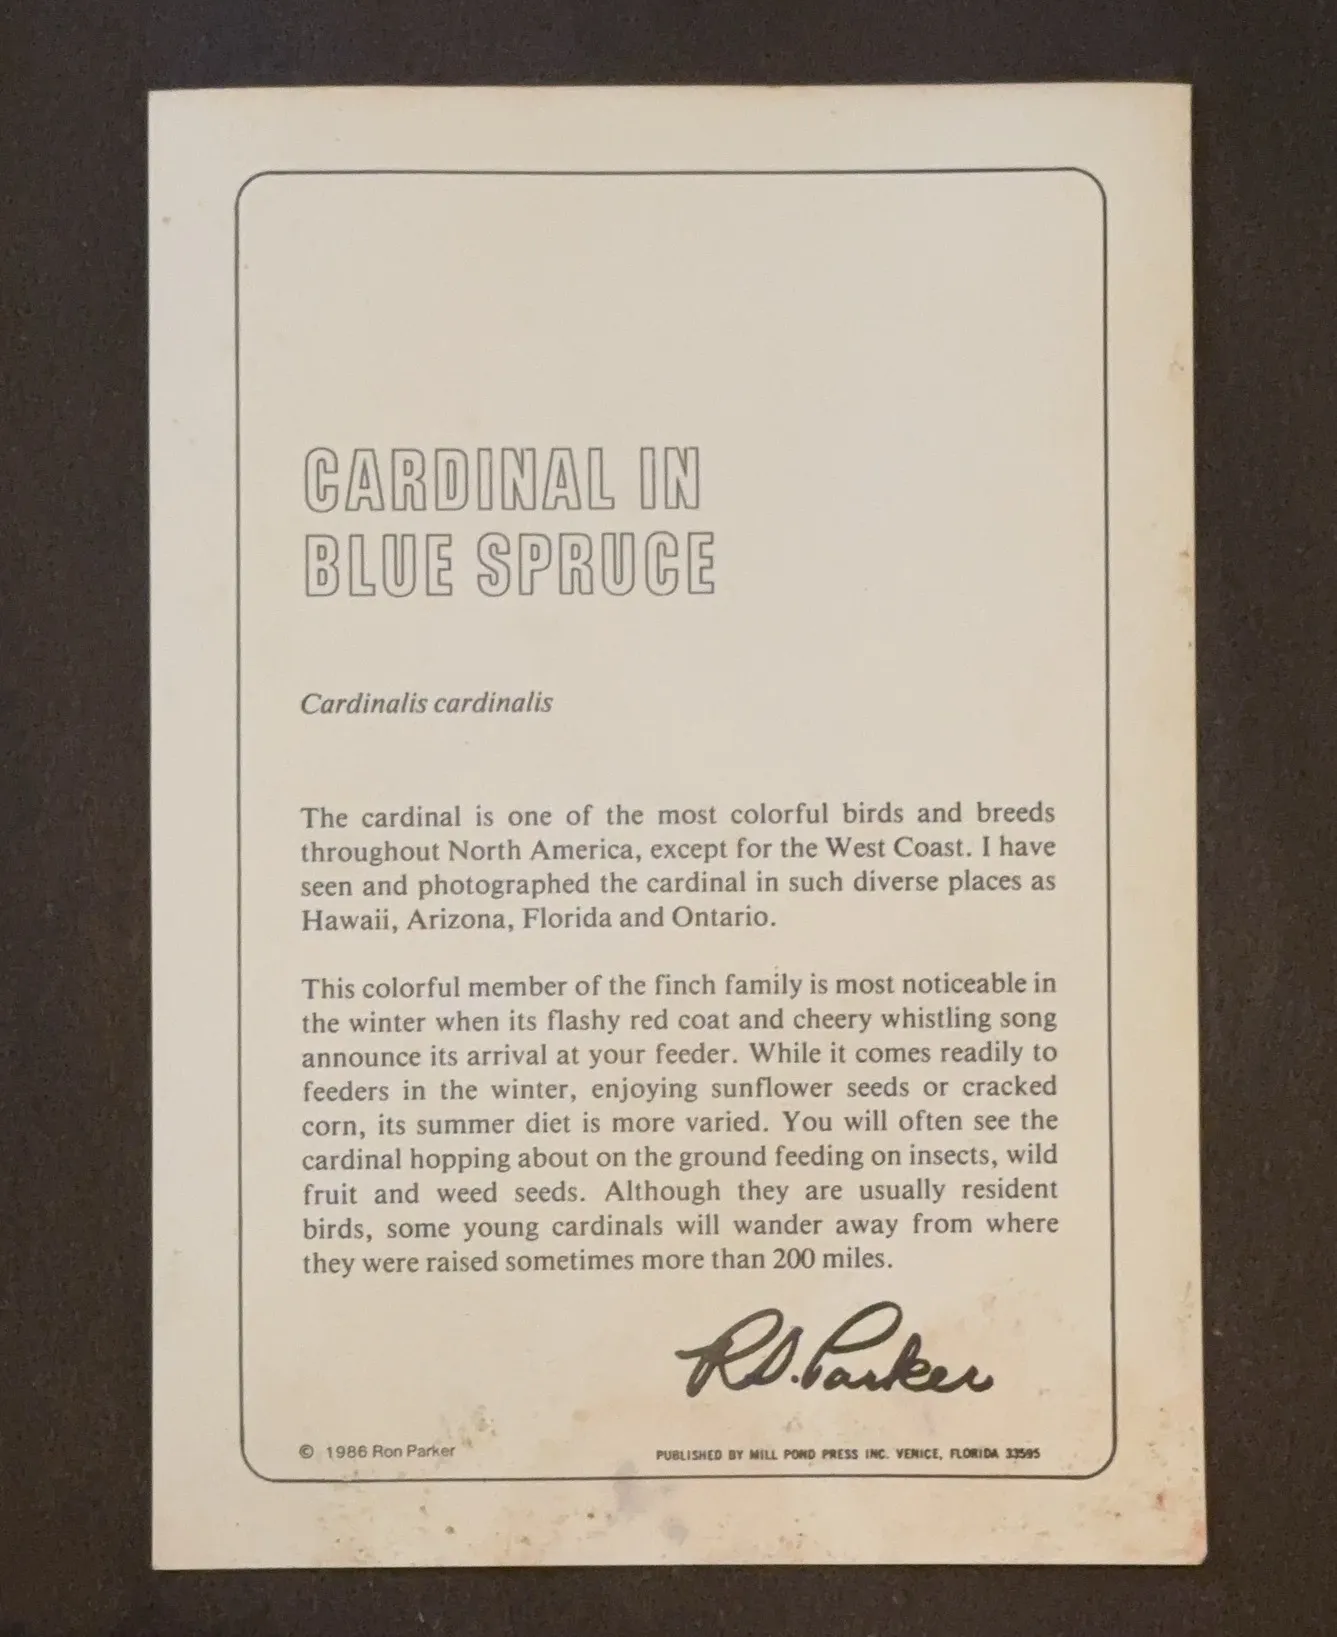 CARDINAL IN
BLUE SPRUCE
Cardinalis cardinalis
The cardinal is one of the most colorful birds and breeds
throughout North America, except for the West Coast. I have
seen and photographed the cardinal in such diverse places as
Hawaii, Arizona, Florida and Ontario.
This colorful member of the finch family is most noticeable in
the winter when its flashy red coat and cheery whistling song
announce its arrival at your feeder. While it comes readily to
feeders in the winter, enjoying sunflower seeds or cracked
corn, its summer diet is more varied. You will often see the
cardinal hopping about on the ground feeding on insects, wild
fruit and weed seeds. Although they are usually resident
birds, some young cardinals will wander away from where
they were raised sometimes more than 200 miles.
RS. Parker
© 1986 Ron Parker
PUBLISHED BY MILL POND PRESS INC. VENICE, FLORIDA 33595